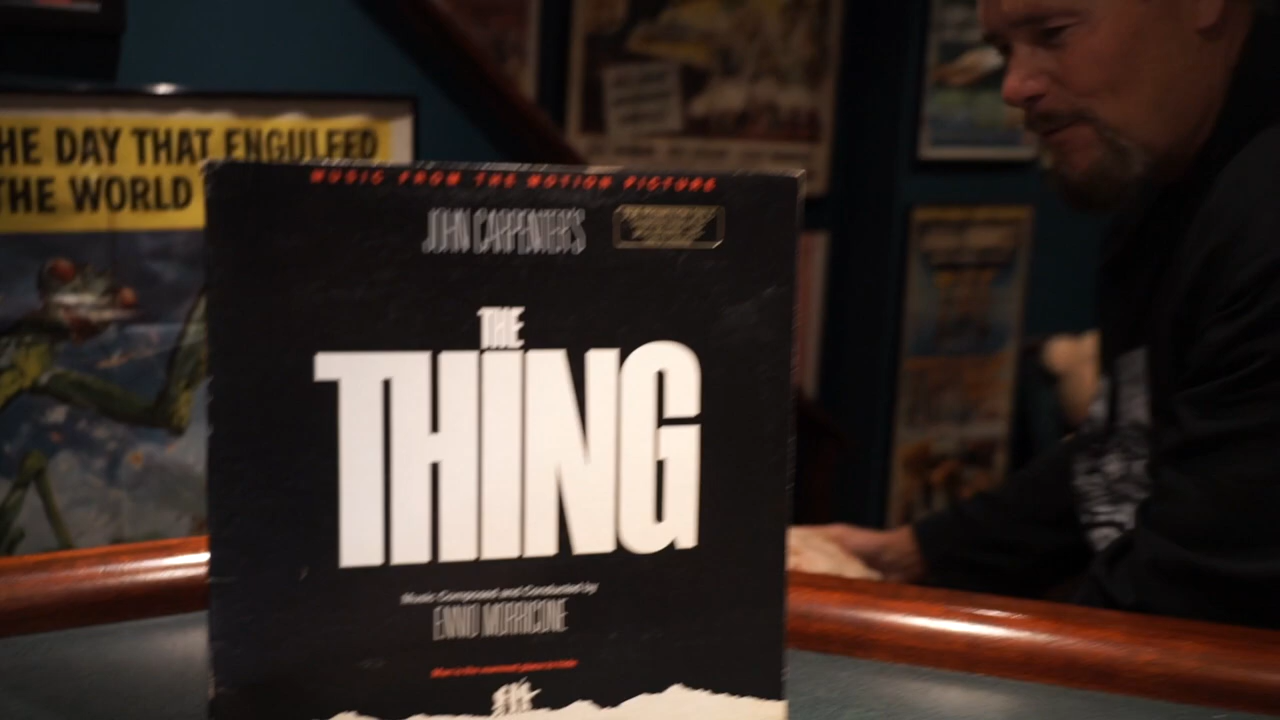 HE DAY THAT ENGULFED
THE WORLD
MUSIC FROM THE MOTION PICTURE
JOHN CARPENTER'S
THE
THING
Music Composed and Conducted by
ENNIO MORRICONE